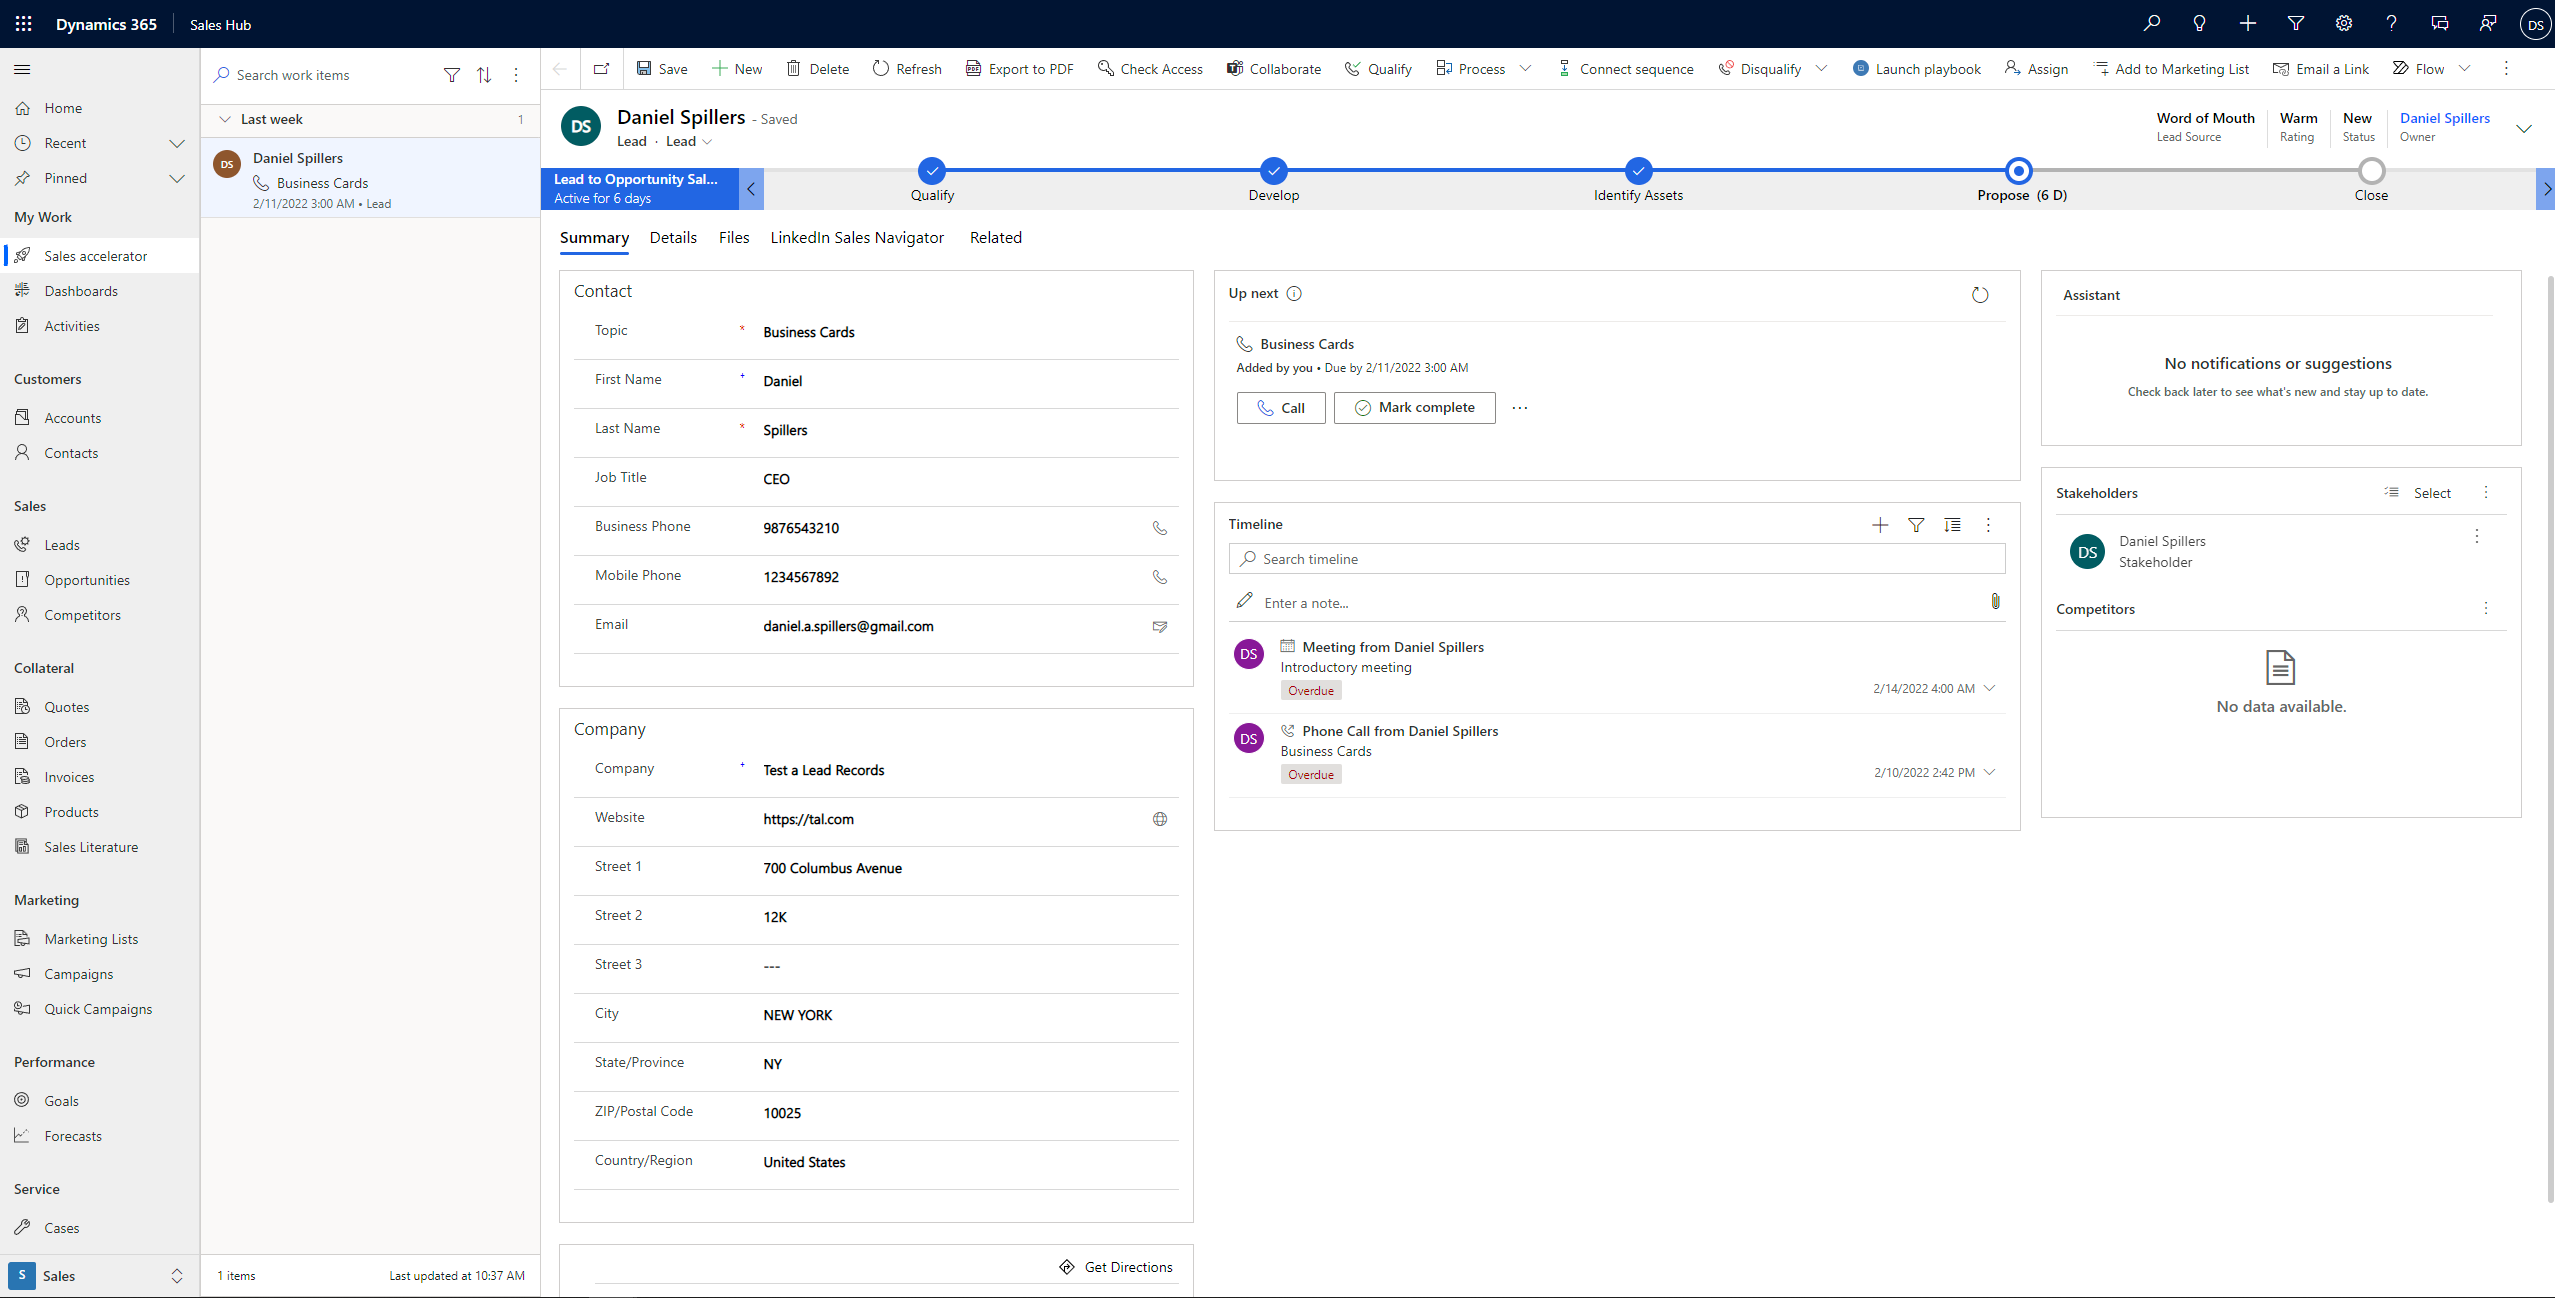 Dynamics 365
Sales Hub
DS
Home
Recent
Pinned
My Work
Sales accelerator
Dashboards
Activities
Customers
Accounts
Contacts
Sales
Leads
Opportunities
Competitors
Collateral
Quotes
Orders
Invoices
Products
Sales Literature
Marketing
Marketing Lists
Campaigns
Quick Campaigns
Performance
Goals
Forecasts
Service
Cases
S Sales
Search work items
Last week 1
DS Daniel Spillers
Business Cards
2/11/2022 3:00 AM • Lead
1 items Last updated at 10:37 AM
Save New Delete Refresh Export to PDF Check Access Collaborate Qualify Process Connect sequence Disqualify Launch playbook Assign Add to Marketing List Email a Link Flow
DS Daniel Spillers - Saved
Lead · Lead
Word of Mouth
Lead Source
Warm
Rating
New
Status
Daniel Spillers
Owner
Lead to Opportunity Sal...
Active for 6 days
Qualify
Develop
Identify Assets
Propose (6 D)
Close
Summary Details Files LinkedIn Sales Navigator Related
Contact
Topic * Business Cards
First Name + Daniel
Last Name * Spillers
Job Title CEO
Business Phone 9876543210
Mobile Phone 1234567892
Email daniel.a.spillers@gmail.com
Company
Company + Test a Lead Records
Website https://tal.com
Street 1 700 Columbus Avenue
Street 2 12K
Street 3 ---
City NEW YORK
State/Province NY
ZIP/Postal Code 10025
Country/Region United States
Get Directions
Up next
Business Cards
Added by you • Due by 2/11/2022 3:00 AM
Call Mark complete ...
Timeline
Search timeline
Enter a note...
DS Meeting from Daniel Spillers
Introductory meeting
Overdue 2/14/2022 4:00 AM
DS Phone Call from Daniel Spillers
Business Cards
Overdue 2/10/2022 2:42 PM
Assistant
No notifications or suggestions
Check back later to see what's new and stay up to date.
Stakeholders Select
DS Daniel Spillers
Stakeholder
Competitors
No data available.